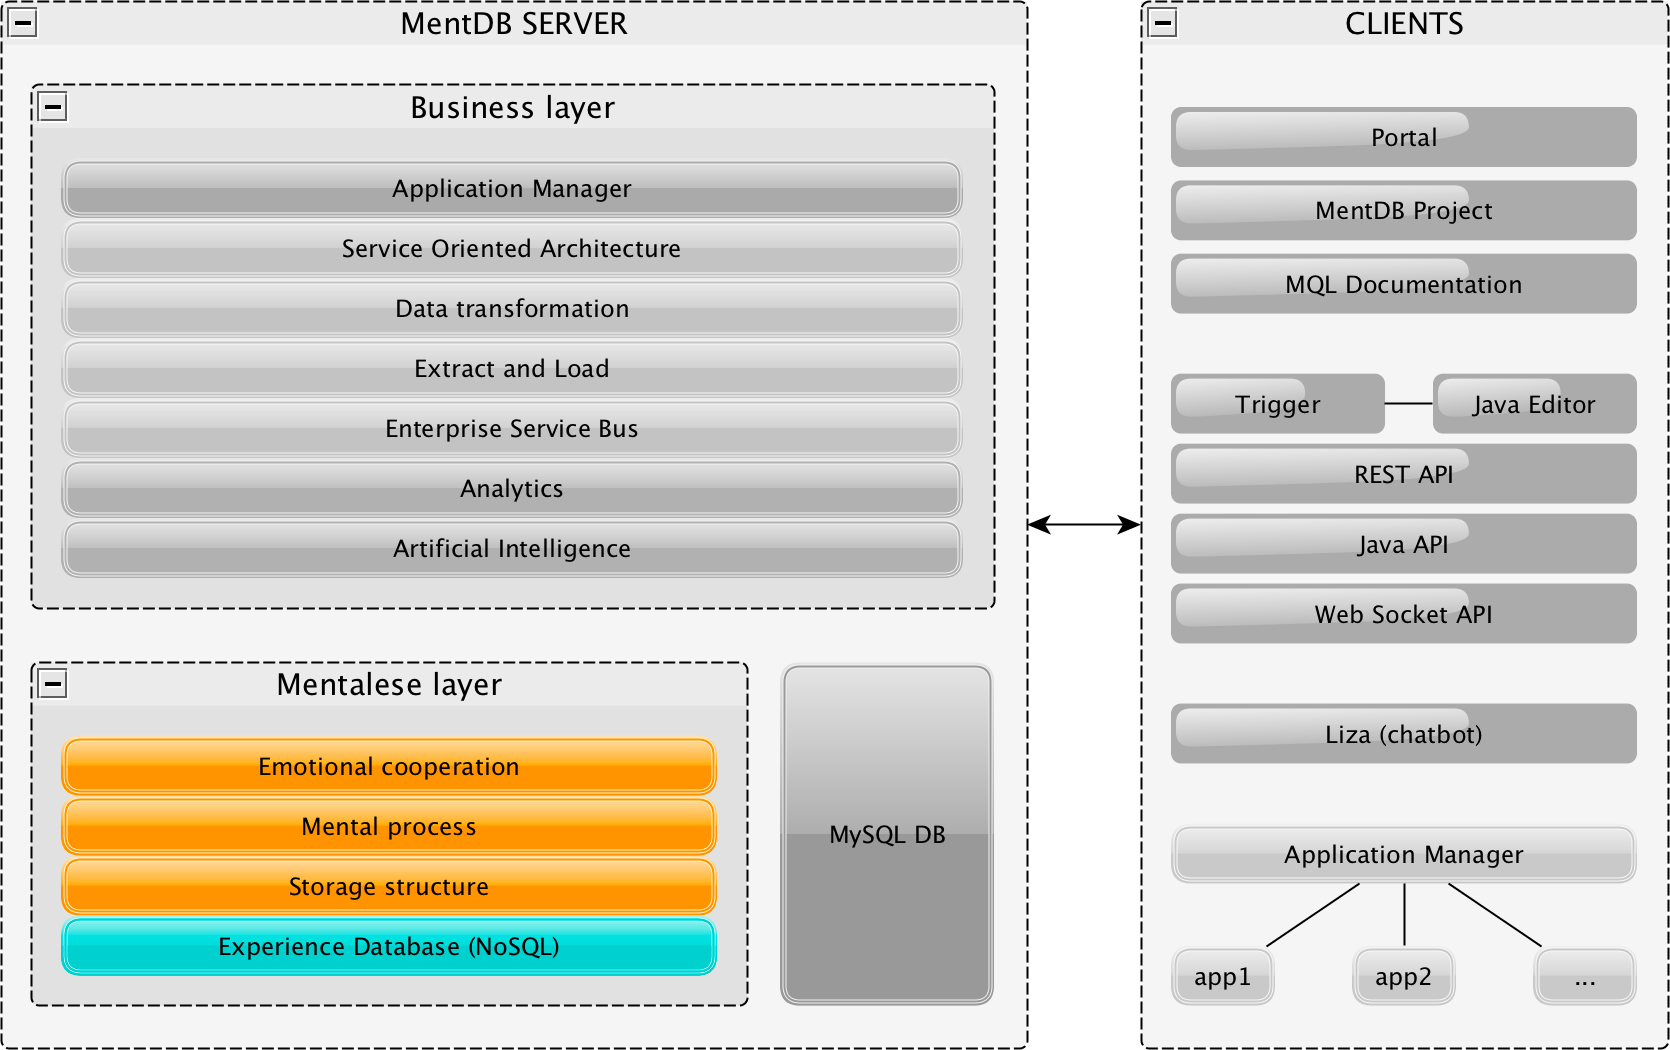 MentDB SERVER
Business layer
Application Manager
Service Oriented Architecture
Data transformation
Extract and Load
Enterprise Service Bus
Analytics
Artificial Intelligence
Mentalese layer
Emotional cooperation
Mental process
Storage structure
Experience Database (NoSQL)
MySQL DB
CLIENTS
Portal
MentDB Project
MQL Documentation
Trigger
Java Editor
REST API
Java API
Web Socket API
Liza (chatbot)
Application Manager
app1
app2
...